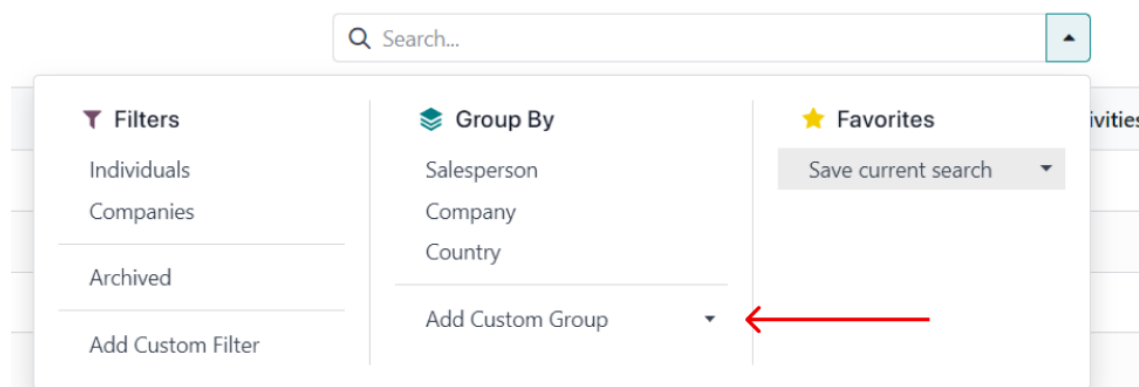 Search...
Filters
Individuals
Companies
Archived
Add Custom Filter
Group By
Salesperson
Company
Country
Add Custom Group
Favorites
Save current search
ivities